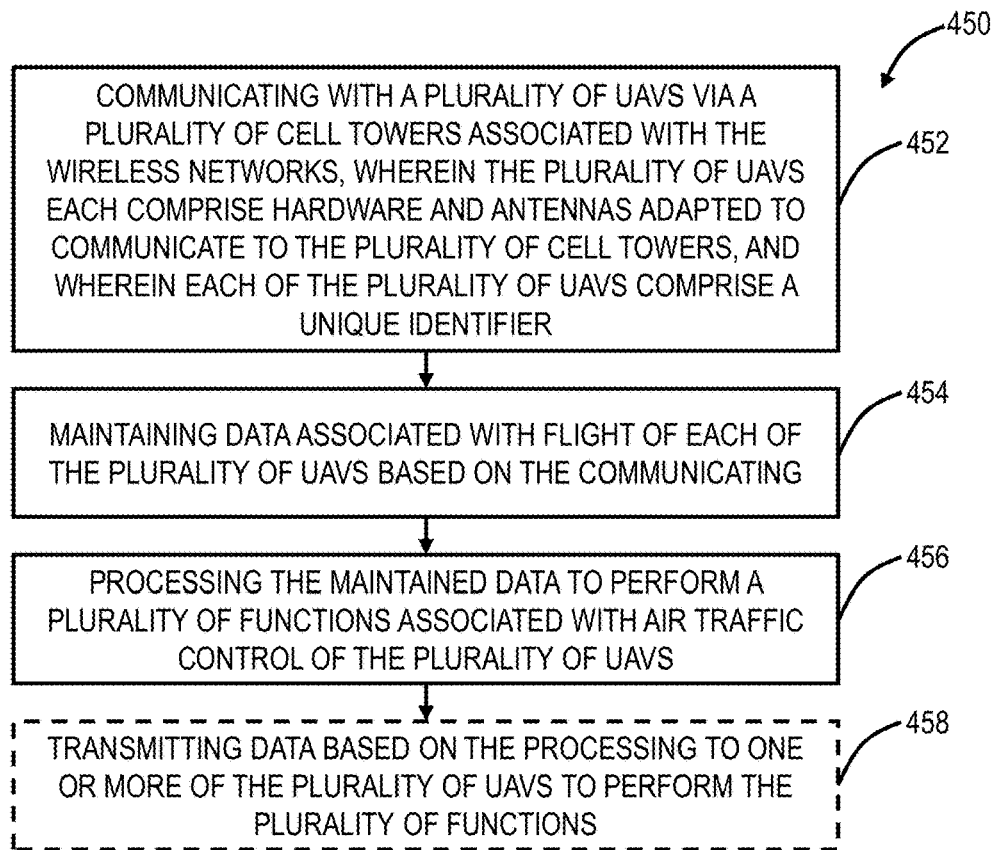 450
COMMUNICATING WITH A PLURALITY OF UAVS VIA A
PLURALITY OF CELL TOWERS ASSOCIATED WITH THE
WIRELESS NETWORKS, WHEREIN THE PLURALITY OF UAVS
EACH COMPRISE HARDWARE AND ANTENNAS ADAPTED TO
COMMUNICATE TO THE PLURALITY OF CELL TOWERS, AND
WHEREIN EACH OF THE PLURALITY OF UAVS COMPRISE A
UNIQUE IDENTIFIER
452
MAINTAINING DATA ASSOCIATED WITH FLIGHT OF EACH OF
THE PLURALITY OF UAVS BASED ON THE COMMUNICATING
454
PROCESSING THE MAINTAINED DATA TO PERFORM A
PLURALITY OF FUNCTIONS ASSOCIATED WITH AIR TRAFFIC
CONTROL OF THE PLURALITY OF UAVS
456
TRANSMITTING DATA BASED ON THE PROCESSING TO ONE
OR MORE OF THE PLURALITY OF UAVS TO PERFORM THE
PLURALITY OF FUNCTIONS
458